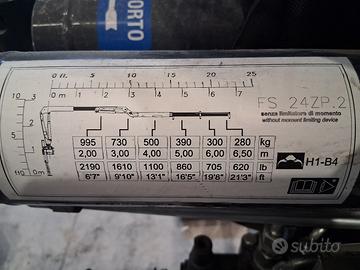 PORTO
0 ft. 5 10 15 20 25
0 m 1 2 3 4 5 6 7
FS 24ZP.2
senza limitatore di momento
without moment limiting device
10 3
2
5
1
ft0 0m
995 730 500 390 300 280 kg
2,00 3,00 4,00 5,00 6,00 6,50 m
H1-B4
2190 1610 1100 860 705 620 lb
6'7" 9'10" 13'1" 16'5" 19'8" 21'3" ft
subito